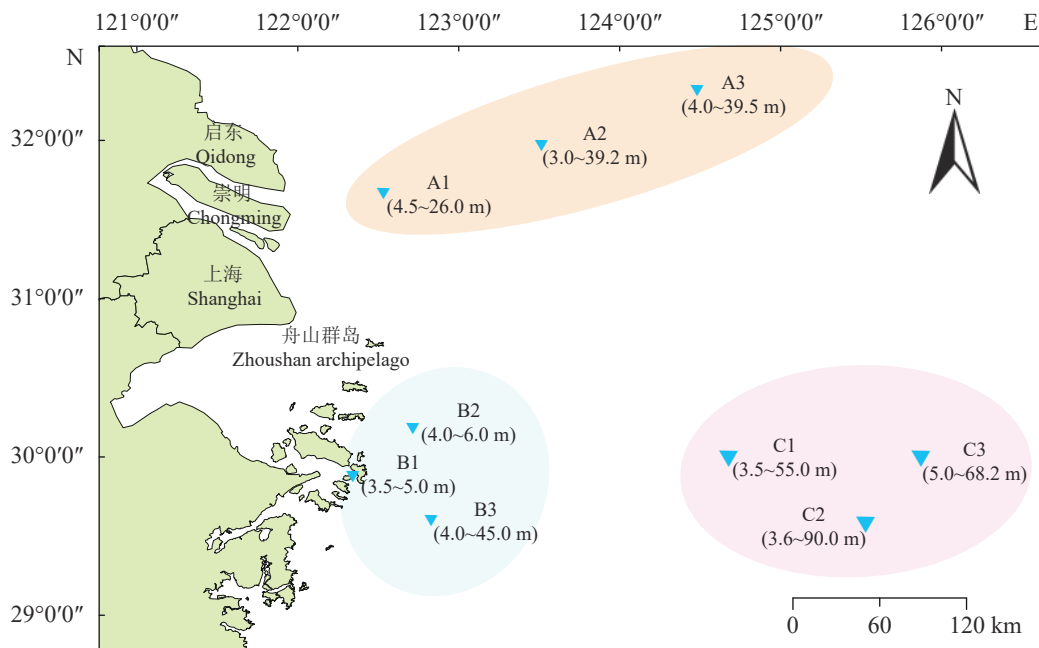 121°0′0″ 122°0′0″ 123°0′0″ 124°0′0″ 125°0′0″ 126°0′0″ E
N
A3
(4.0~39.5 m)
N
32°0′0″
启东
Qidong
A2
(3.0~39.2 m)
A1
(4.5~26.0 m)
崇明
Chongming
上海
Shanghai
31°0′0″
舟山群岛
Zhoushan archipelago
B2
(4.0~6.0 m)
30°0′0″
B1
(3.5~5.0 m)
C1
(3.5~55.0 m)
C3
(5.0~68.2 m)
B3
(4.0~45.0 m)
C2
(3.6~90.0 m)
29°0′0″
0 60 120 km